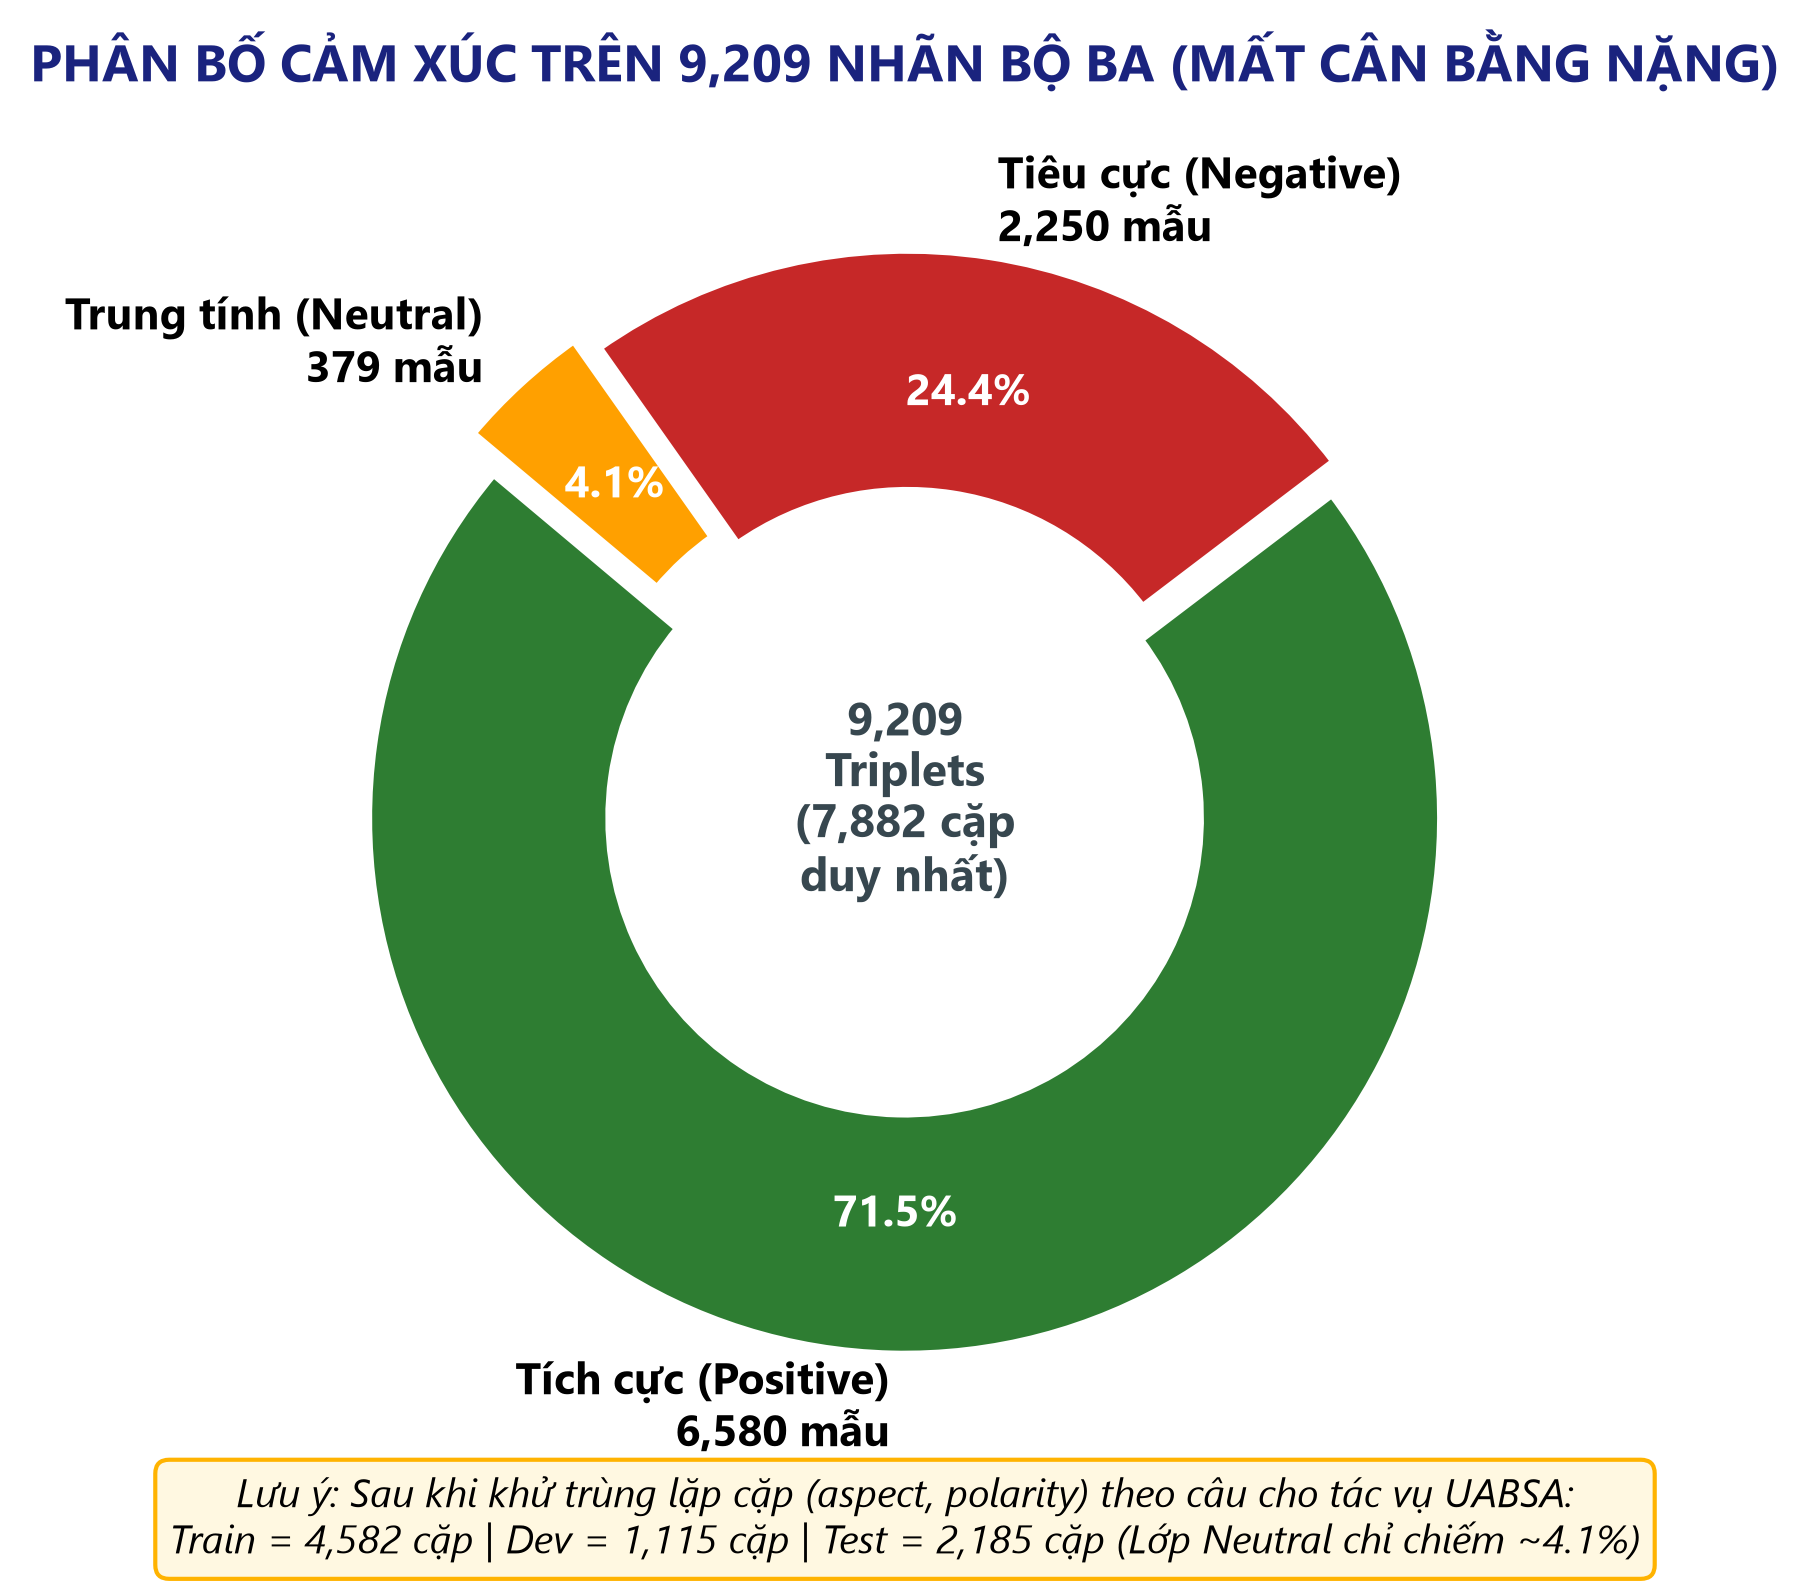 PHÂN BỐ CẢM XÚC TRÊN 9,209 NHÃN BỘ BA (MẤT CÂN BẰNG NẶNG)
Tiêu cực (Negative)
2,250 mẫu
Trung tính (Neutral)
379 mẫu
24.4%
4.1%
9,209
Triplets
(7,882 cặp
duy nhất)
71.5%
Tích cực (Positive)
6,580 mẫu
Lưu ý: Sau khi khử trùng lặp cặp (aspect, polarity) theo câu cho tác vụ UABSA:
Train = 4,582 cặp | Dev = 1,115 cặp | Test = 2,185 cặp (Lớp Neutral chỉ chiếm ~4.1%)